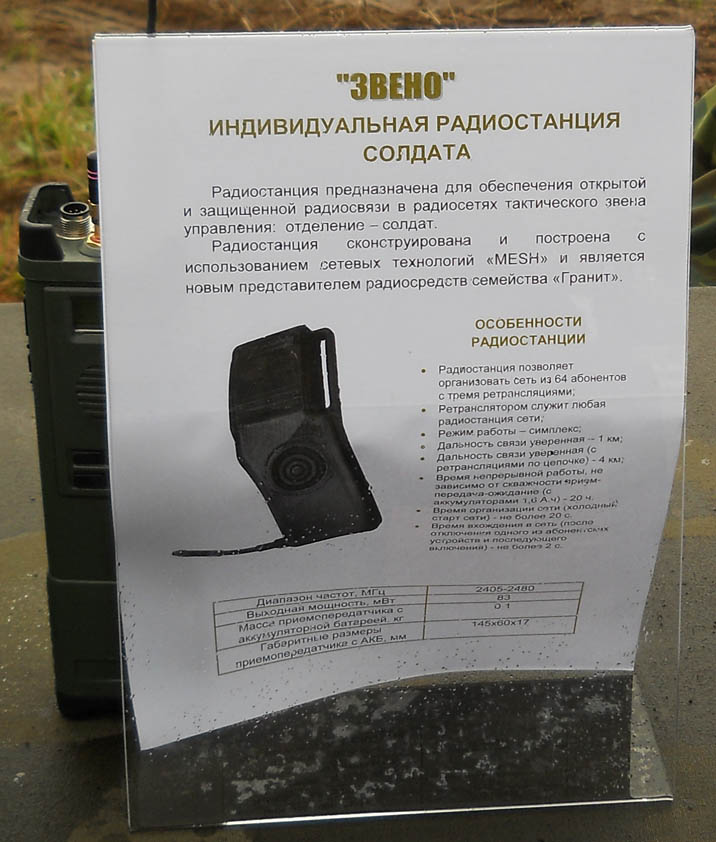 "ЗВЕНО"
ИНДИВИДУАЛЬНАЯ РАДИОСТАНЦИЯ
СОЛДАТА
Радиостанция предназначена для обеспечения открытой
и защищенной радиосвязи в радиосетях тактического звена
управления: отделение – солдат.
Радиостанция сконструирована и построена с
использованием сетевых технологий «MESH» и является
новым представителем радиосредств семейства «Гранит».
ОСОБЕННОСТИ
РАДИОСТАНЦИИ
• Радиостанция позволяет
организовать сеть из 64 абонентов
с тремя ретрансляциями;
• Ретранслятором служит любая
радиостанция сети;
• Режим работы – симплекс;
• Дальность связи уверенная – 1 км;
• Дальность связи уверенная (с
ретрансляциями по цепочке) - 4 км;
• Время непрерывной работы, не
зависимо от скважности прием-
передача-ожидание (с
аккумуляторами 1,0 А.ч) - 20 ч.
• Время организации сети (холодный
старт сети) - не более 20 с.
• Время вхождения в сеть (после
отключения одного из абонентских
устройств и последующего
включения) - не более 2 с.
Диапазон частот, МГц 2405-2480
Выходная мощность, мВт 83
Масса приемопередатчика с
аккумуляторной батареей, кг 0.1
Габаритные размеры
приемопередатчика с АКБ, мм 145х60х17